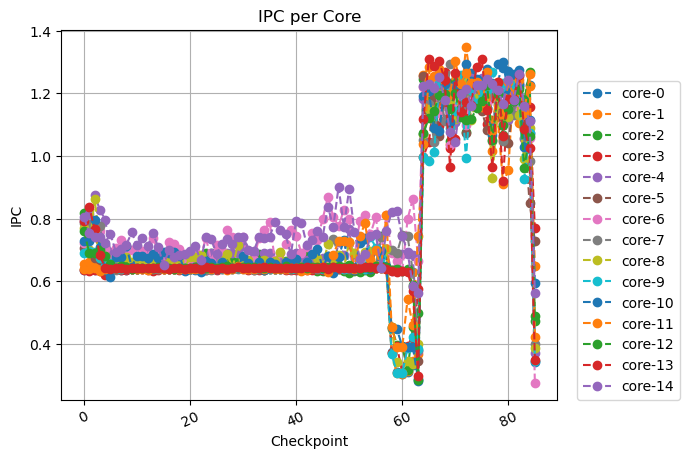 IPC per Core
1.4
1.2
1.0
0.8
0.6
0.4
IPC
0
20
40
60
80
Checkpoint
core-0
core-1
core-2
core-3
core-4
core-5
core-6
core-7
core-8
core-9
core-10
core-11
core-12
core-13
core-14